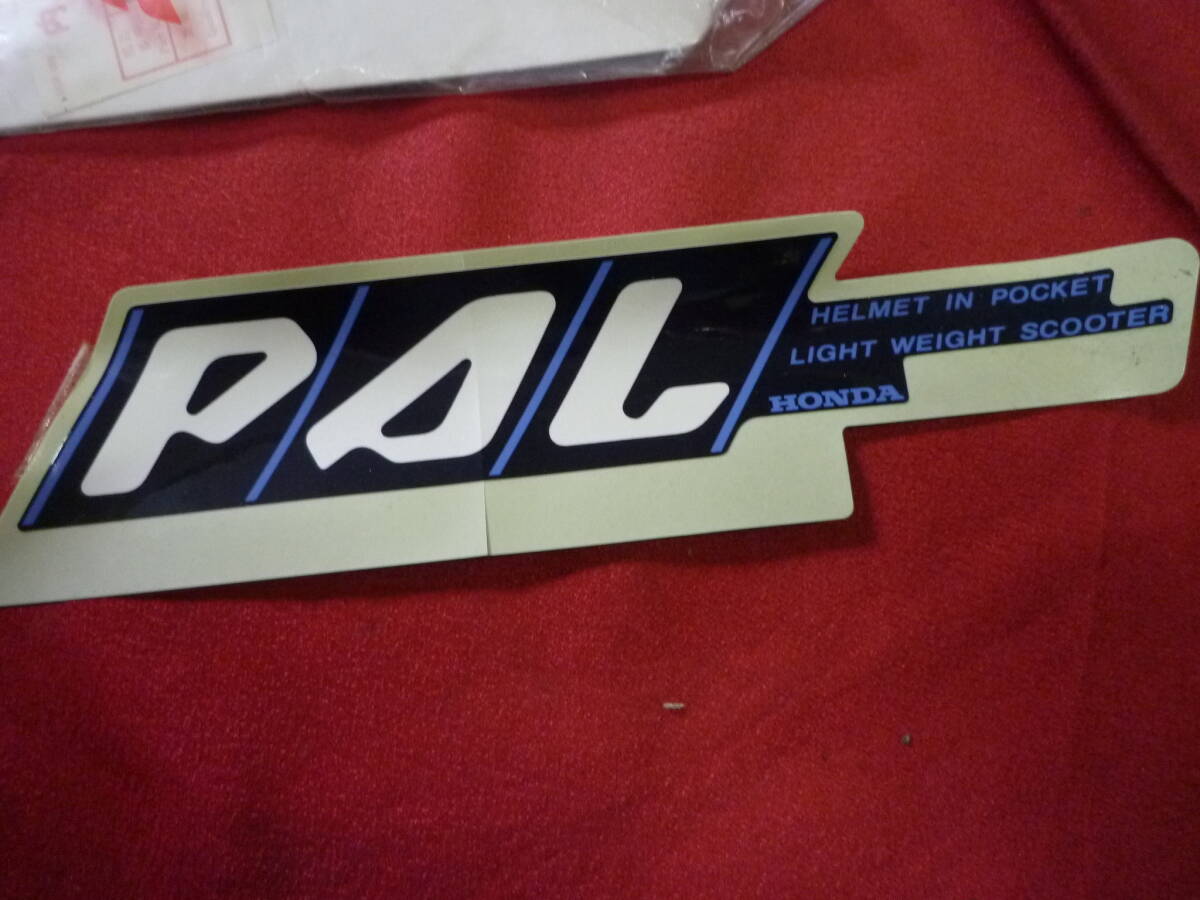 PAL
HELMET IN POCKET
LIGHT WEIGHT SCOOTER
HONDA